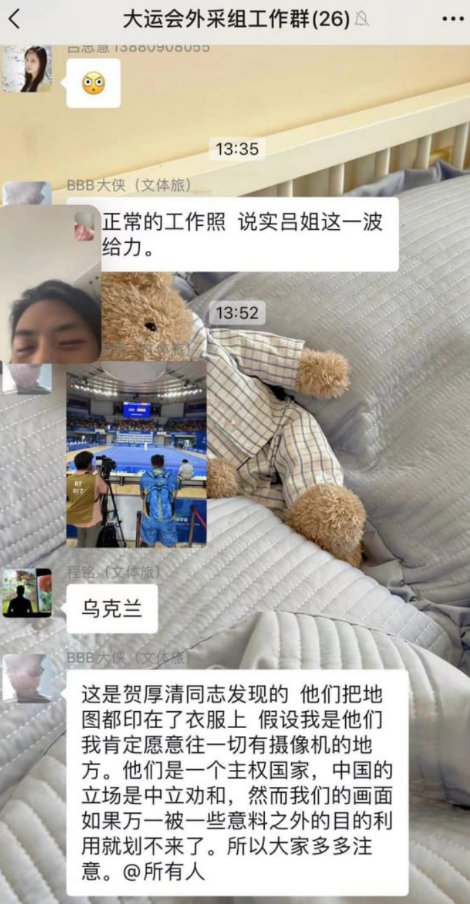 大运会外采组工作群(26)
吕志慧 13880908055
13:35
BBB大侠（文体旅）
正常的工作照 说实吕姐这一波
给力。
13:52
RT
017
程铭（文体旅）
乌克兰
BBB大侠（文体旅）
这是贺厚清同志发现的 他们把地
图都印在了衣服上 假设我是他们
我肯定愿意往一切有摄像机的地
方。他们是一个主权国家，中国的
立场是中立劝和，然而我们的画面
如果万一被一些意料之外的目的利
用就划不来了。所以大家多多注
意。@所有人